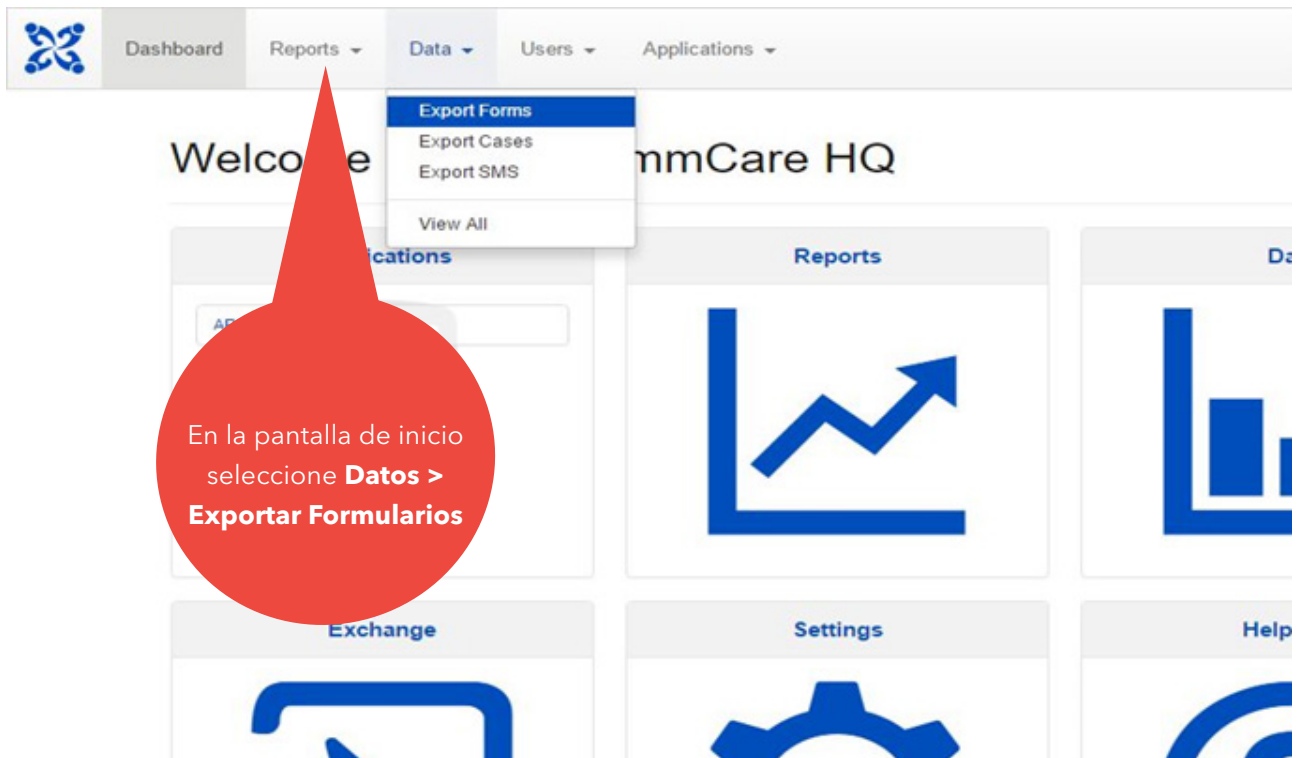 Dashboard Reports Data Users Applications
Export Forms
Export Cases
Export SMS
View All
Welco e mmCare HQ
ications Reports Da
En la pantalla de inicio
seleccione Datos >
Exportar Formularios
Exchange Settings Help